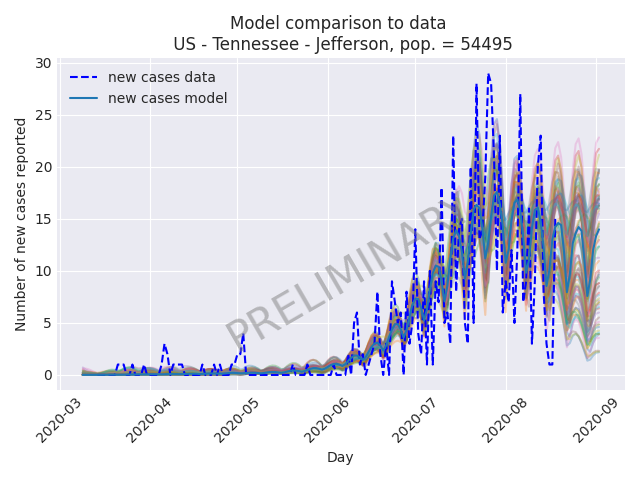 Model comparison to data
US - Tennessee - Jefferson, pop. = 54495
30
25
20
15
10
5
0
Number of new cases reported
new cases data
new cases model
PRELIMINARY
2020-03
2020-04
2020-05
2020-06
2020-07
2020-08
2020-09
Day